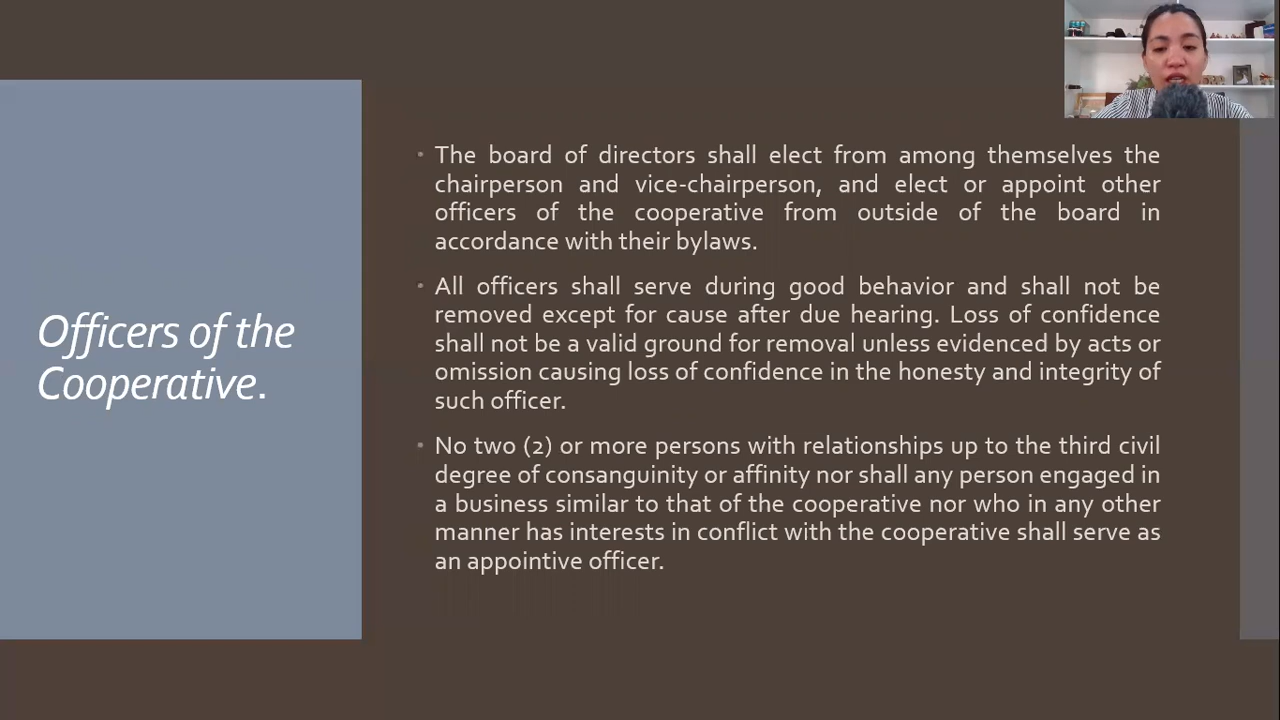 Officers of the
Cooperative.
• The board of directors shall elect from among themselves the
chairperson and vice-chairperson, and elect or appoint other
officers of the cooperative from outside of the board in
accordance with their bylaws.
• All officers shall serve during good behavior and shall not be
removed except for cause after due hearing. Loss of confidence
shall not be a valid ground for removal unless evidenced by acts or
omission causing loss of confidence in the honesty and integrity of
such officer.
• No two (2) or more persons with relationships up to the third civil
degree of consanguinity or affinity nor shall any person engaged in
a business similar to that of the cooperative nor who in any other
manner has interests in conflict with the cooperative shall serve as
an appointive officer.